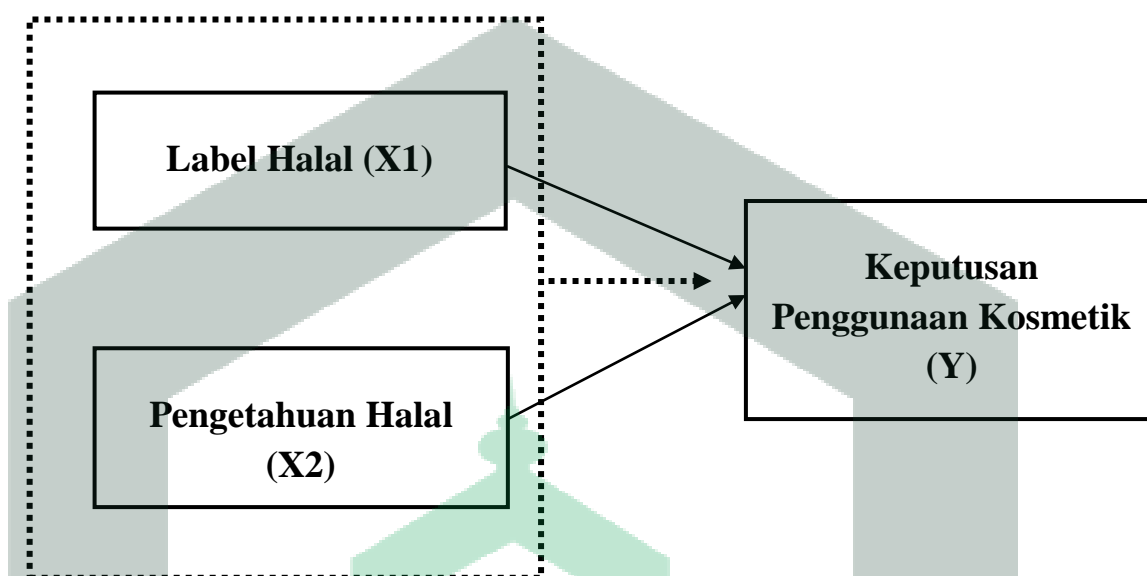 Label Halal (X1)
Keputusan
Penggunaan Kosmetik
(Y)
Pengetahuan Halal
(X2)